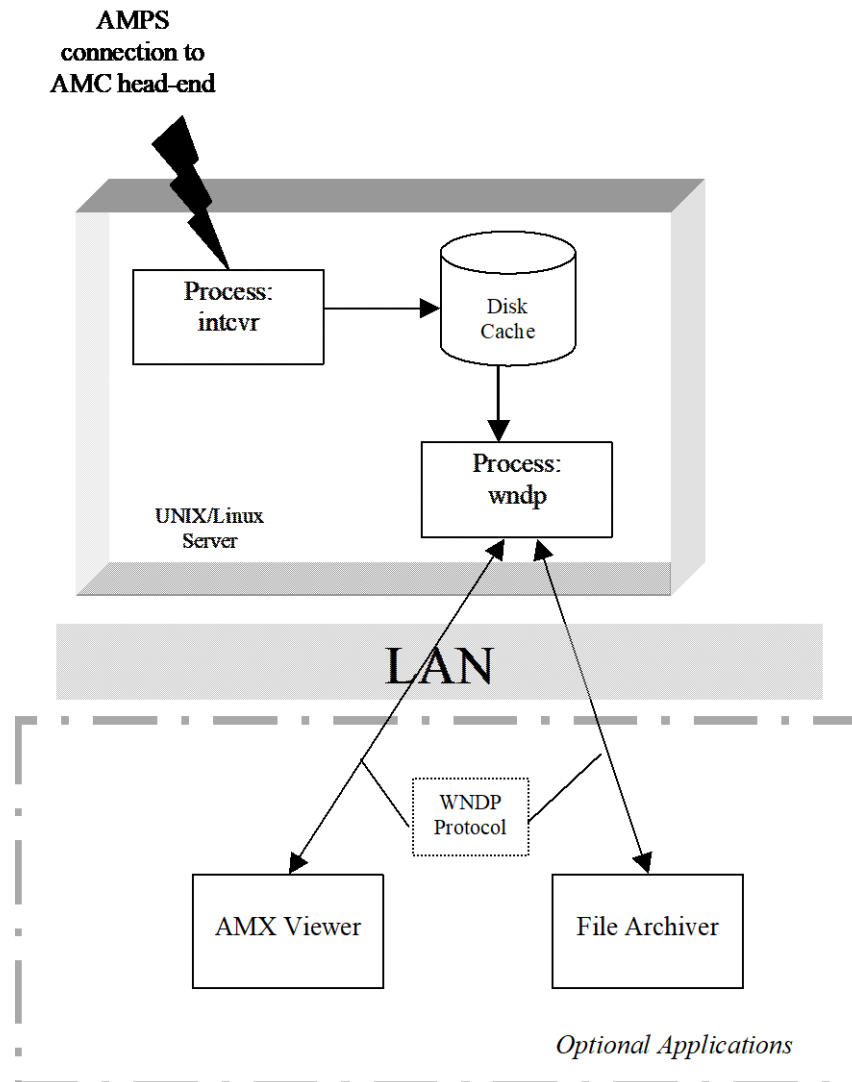 AMPS
connection to
AMC head-end
Process:
intcvr
Disk
Cache
Process:
wndp
UNIX/Linux
Server
LAN
WNDP
Protocol
AMX Viewer
File Archiver
Optional Applications